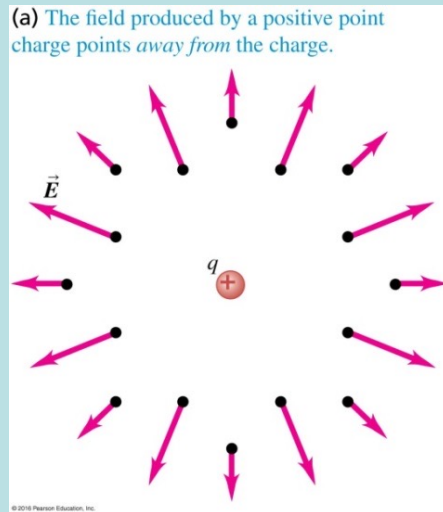 (a) The field produced by a positive point
charge points away from the charge.
E
q
+
© 2016 Pearson Education, Inc.